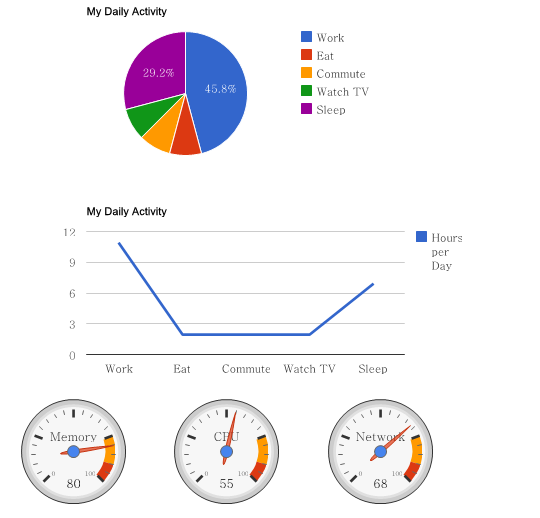 My Daily Activity
45.8%
29.2%
Work
Eat
Commute
Watch TV
Sleep
My Daily Activity
12
9
6
3
0
Work Eat Commute Watch TV Sleep
Hours
per
Day
Memory
0 100
80
CPU
0 100
55
Network
0 100
68